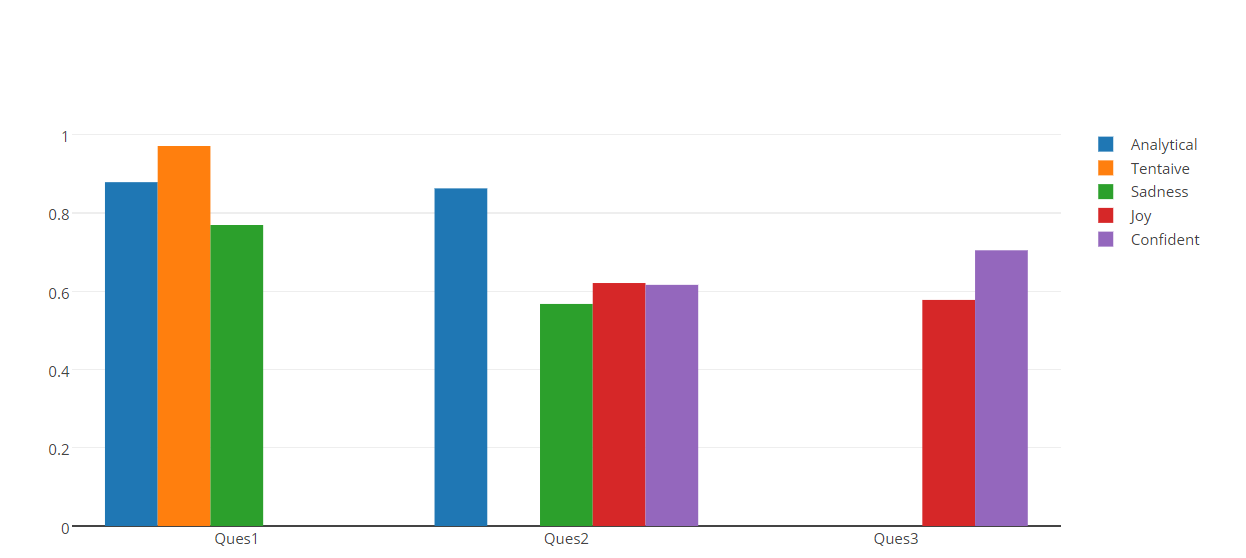 1
0.8
0.6
0.4
0.2
0
Ques1
Ques2
Ques3
Analytical
Tentaive
Sadness
Joy
Confident